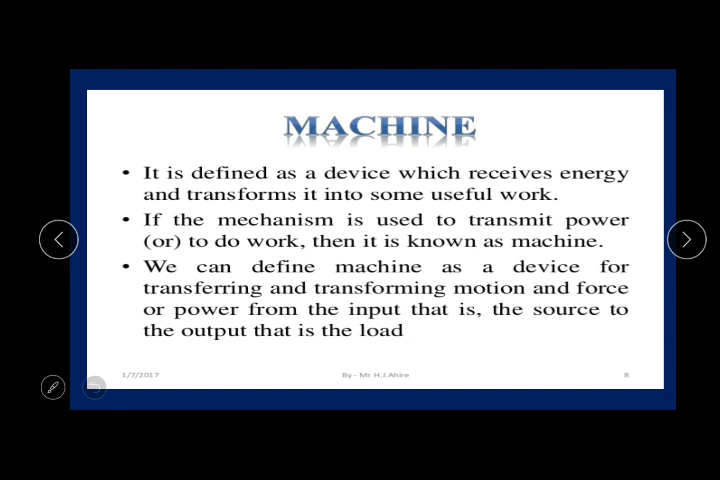 MACHINE
• It is defined as a device which receives energy
and transforms it into some useful work.
• If the mechanism is used to transmit power
(or) to do work, then it is known as machine.
• We can define machine as a device for
transferring and transforming motion and force
or power from the input that is, the source to
the output that is the load
1/7/2017 By - Mr. H.J.Ahire 8